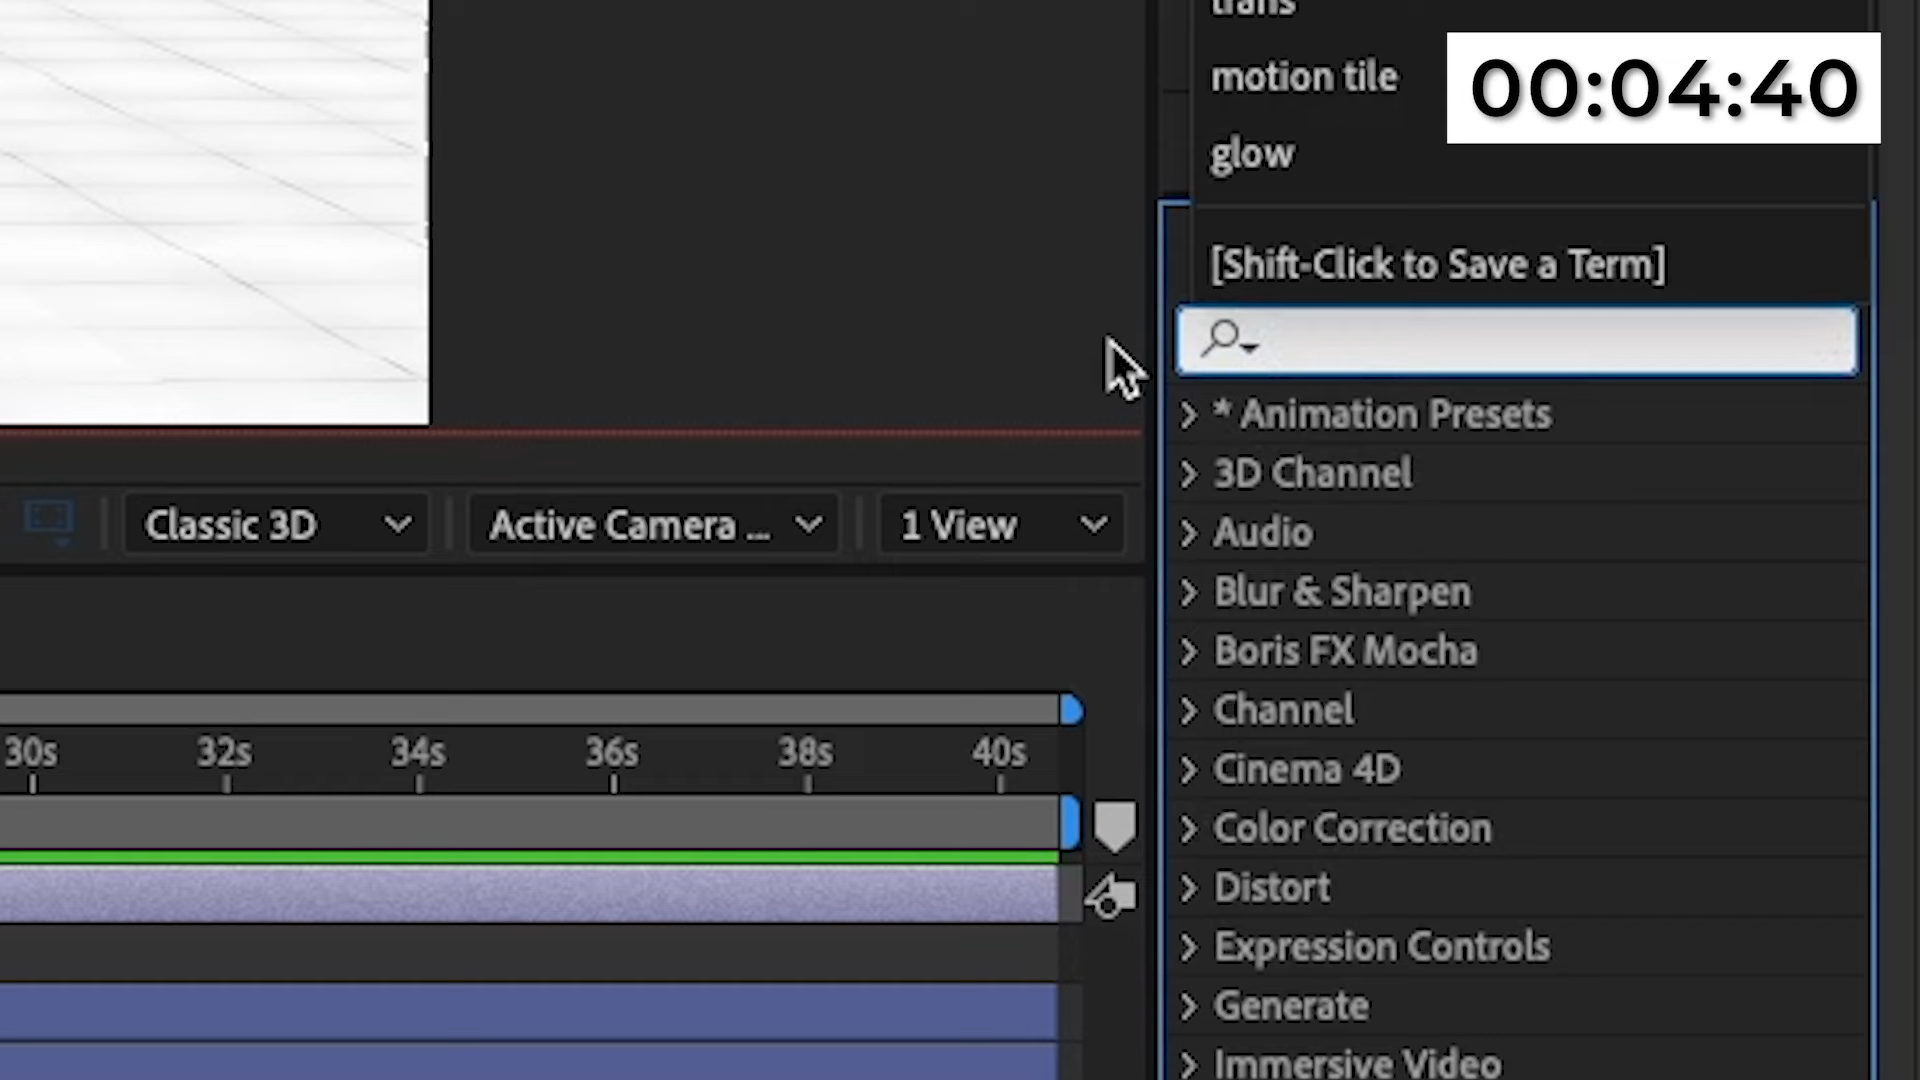 trans
motion tile
00:04:40
glow
[Shift-Click to Save a Term]
* Animation Presets
3D Channel
Audio
Classic 3D
Active Camera ...
1 View
Blur & Sharpen
Boris FX Mocha
Channel
30s
32s
34s
36s
38s
40s
Cinema 4D
Color Correction
Distort
Expression Controls
Generate
Immersive Video